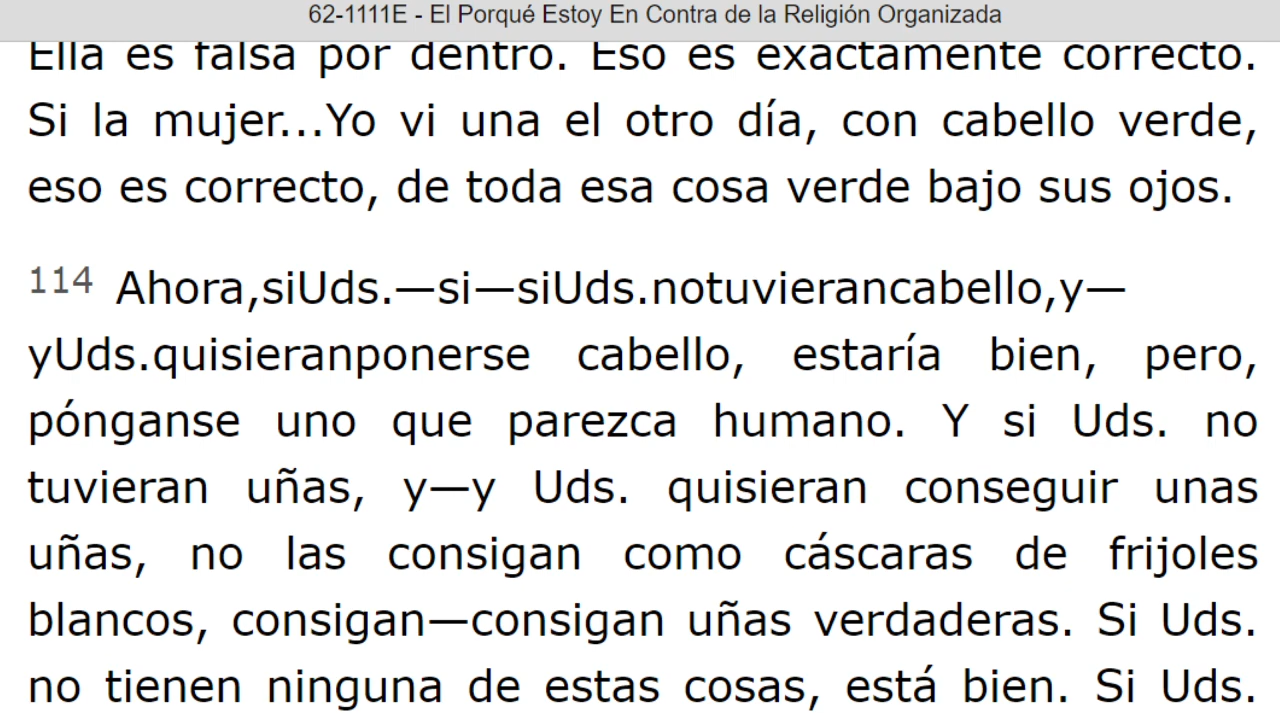 62-1111E - El Porqué Estoy En Contra de la Religión Organizada
Ella es falsa por dentro. Eso es exactamente correcto.
Si la mujer...Yo vi una el otro día, con cabello verde,
eso es correcto, de toda esa cosa verde bajo sus ojos.
114 Ahora,siUds.—si—siUds.notuvierancabello,y—
yUds.quisieranponerse cabello, estaría bien, pero,
pónganse uno que parezca humano. Y si Uds. no
tuvieran uñas, y—y Uds. quisieran conseguir unas
uñas, no las consigan como cáscaras de frijoles
blancos, consigan—consigan uñas verdaderas. Si Uds.
no tienen ninguna de estas cosas, está bien. Si Uds.